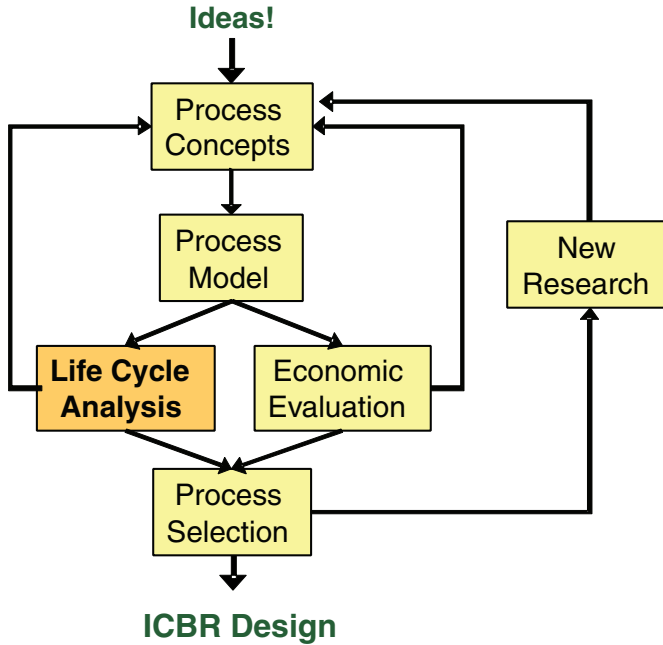 Ideas!
Process
Concepts
Process
Model
New
Research
Life Cycle
Analysis
Economic
Evaluation
Process
Selection
ICBR Design